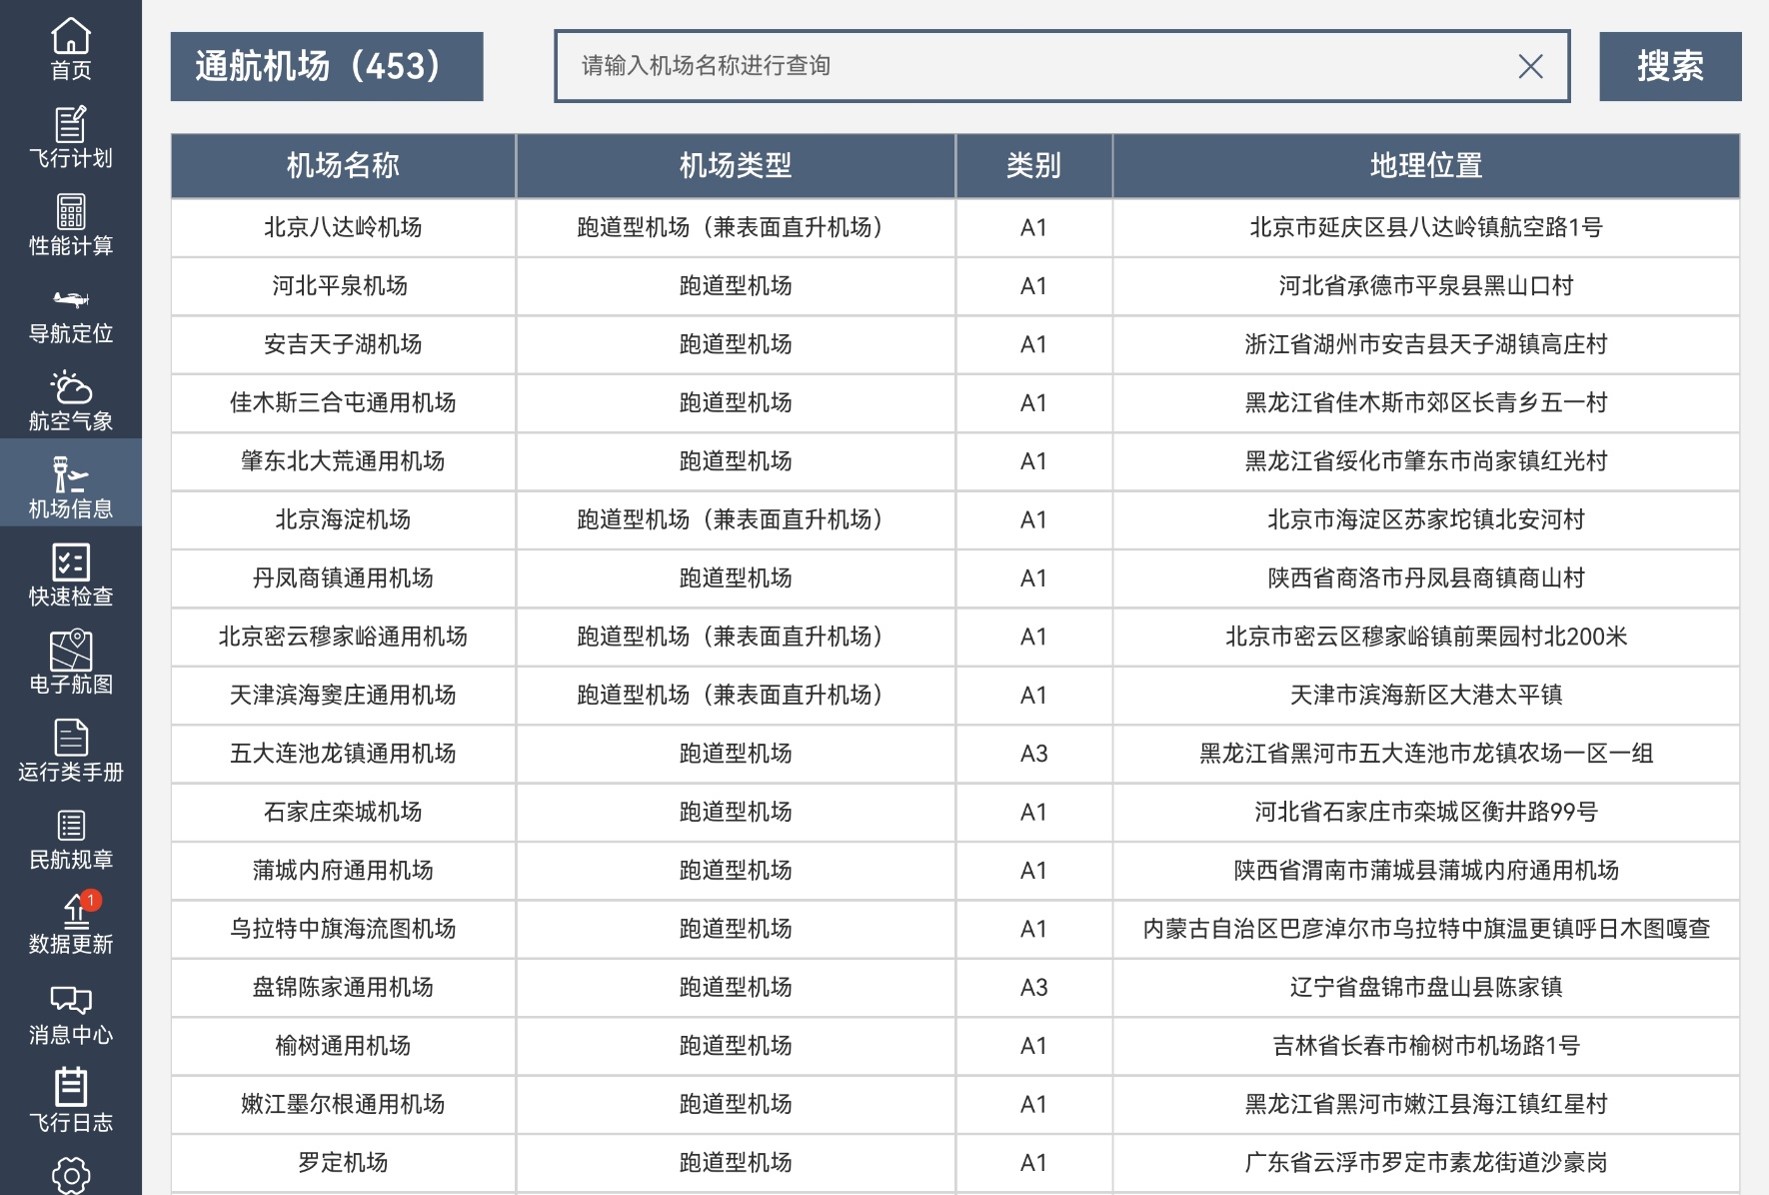 首页
飞行计划
性能计算
导航定位
航空气象
机场信息
快速检查
电子航图
运行类手册
民航规章
1
数据更新
消息中心
飞行日志
通航机场（453）
请输入机场名称进行查询
搜索
机场名称 机场类型 类别 地理位置
北京八达岭机场 跑道型机场（兼表面直升机场） A1 北京市延庆区县八达岭镇航空路1号
河北平泉机场 跑道型机场 A1 河北省承德市平泉县黑山口村
安吉天子湖机场 跑道型机场 A1 浙江省湖州市安吉县天子湖镇高庄村
佳木斯三合屯通用机场 跑道型机场 A1 黑龙江省佳木斯市郊区长青乡五一村
肇东北大荒通用机场 跑道型机场 A1 黑龙江省绥化市肇东市尚家镇红光村
北京海淀机场 跑道型机场（兼表面直升机场） A1 北京市海淀区苏家坨镇北安河村
丹凤商镇通用机场 跑道型机场 A1 陕西省商洛市丹凤县商镇商山村
北京密云穆家峪通用机场 跑道型机场（兼表面直升机场） A1 北京市密云区穆家峪镇前栗园村北200米
天津滨海窦庄通用机场 跑道型机场（兼表面直升机场） A1 天津市滨海新区大港太平镇
五大连池龙镇通用机场 跑道型机场 A3 黑龙江省黑河市五大连池市龙镇农场一区一组
石家庄栾城机场 跑道型机场 A1 河北省石家庄市栾城区衡井路99号
蒲城内府通用机场 跑道型机场 A1 陕西省渭南市蒲城县蒲城内府通用机场
乌拉特中旗海流图机场 跑道型机场 A1 内蒙古自治区巴彦淖尔市乌拉特中旗温更镇呼日木图嘎查
盘锦陈家通用机场 跑道型机场 A3 辽宁省盘锦市盘山县陈家镇
榆树通用机场 跑道型机场 A1 吉林省长春市榆树市机场路1号
嫩江墨尔根通用机场 跑道型机场 A1 黑龙江省黑河市嫩江县海江镇红星村
罗定机场 跑道型机场 A1 广东省云浮市罗定市素龙街道沙豪岗